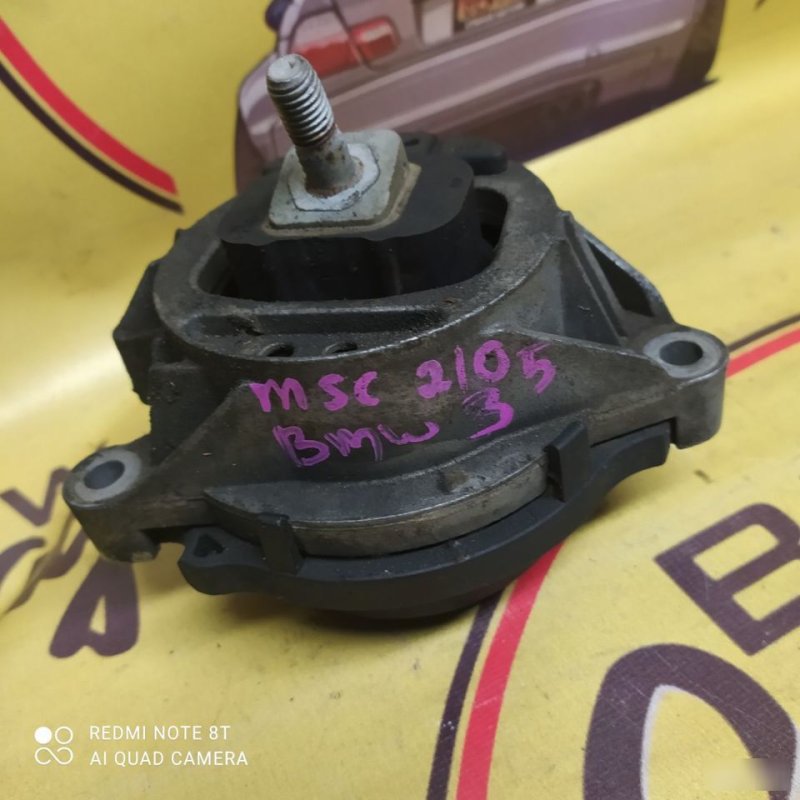 msc 2105
Bmw 3
REDMI NOTE 8T
AI QUAD CAMERA